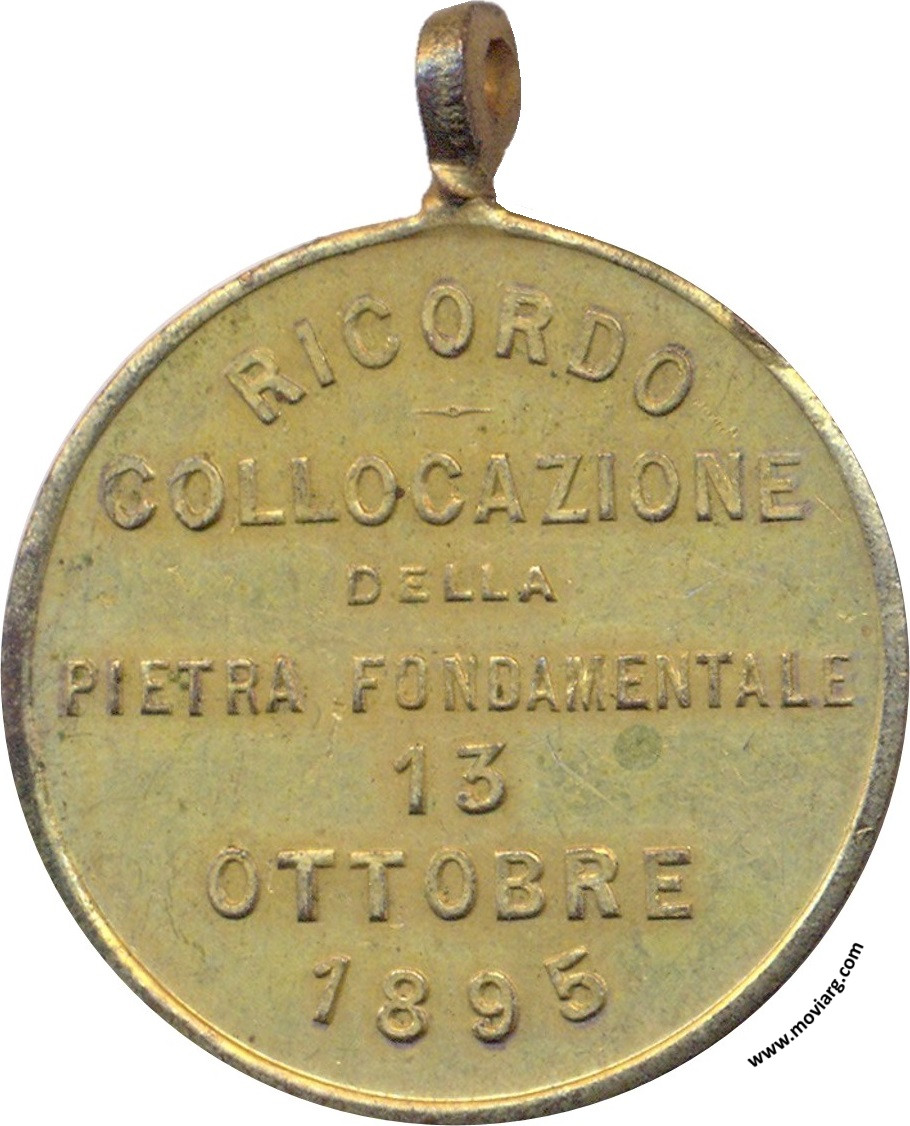 RICORDO
COLLOCAZIONE
DELLA
PIETRA FONDAMENTALE
13
OTTOBRE
1895
www.moviarg.com